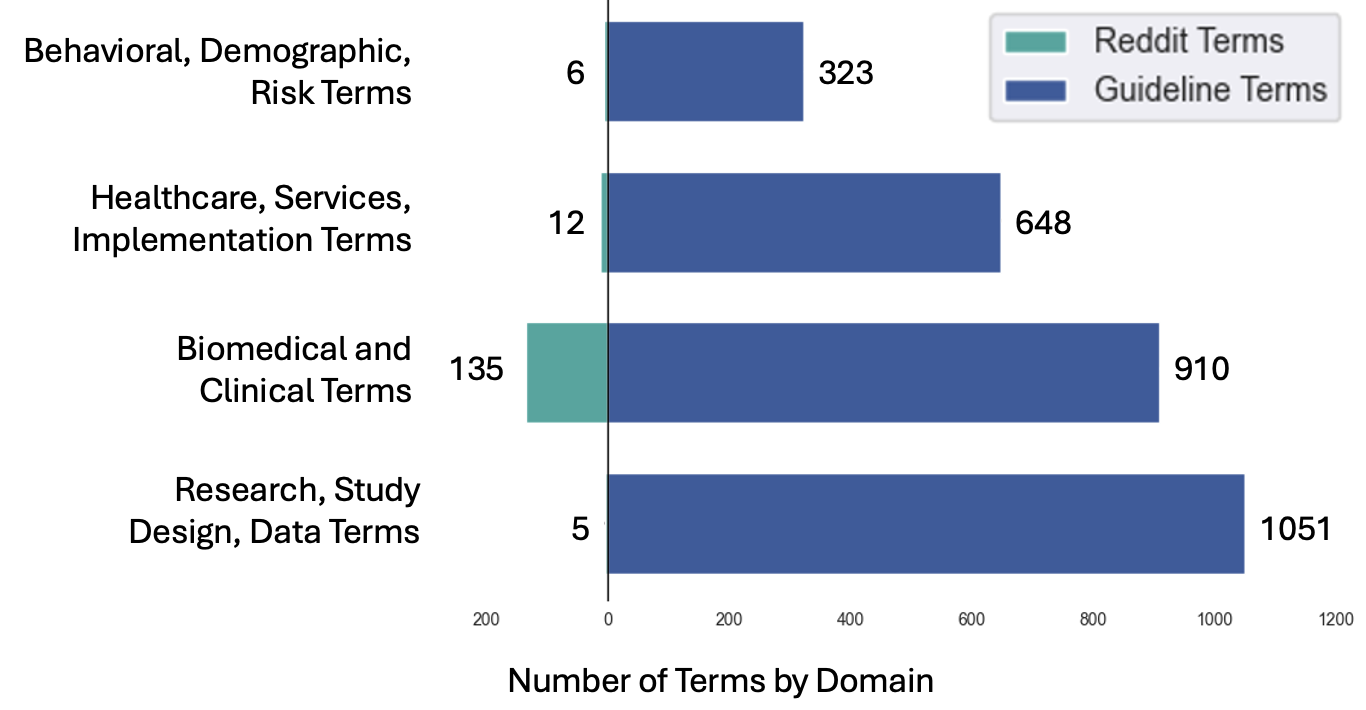 Reddit Terms
Guideline Terms
Behavioral, Demographic,
Risk Terms
6
323
Healthcare, Services,
Implementation Terms
12
648
Biomedical and
Clinical Terms
135
910
Research, Study
Design, Data Terms
5
1051
200 0 200 400 600 800 1000 1200
Number of Terms by Domain